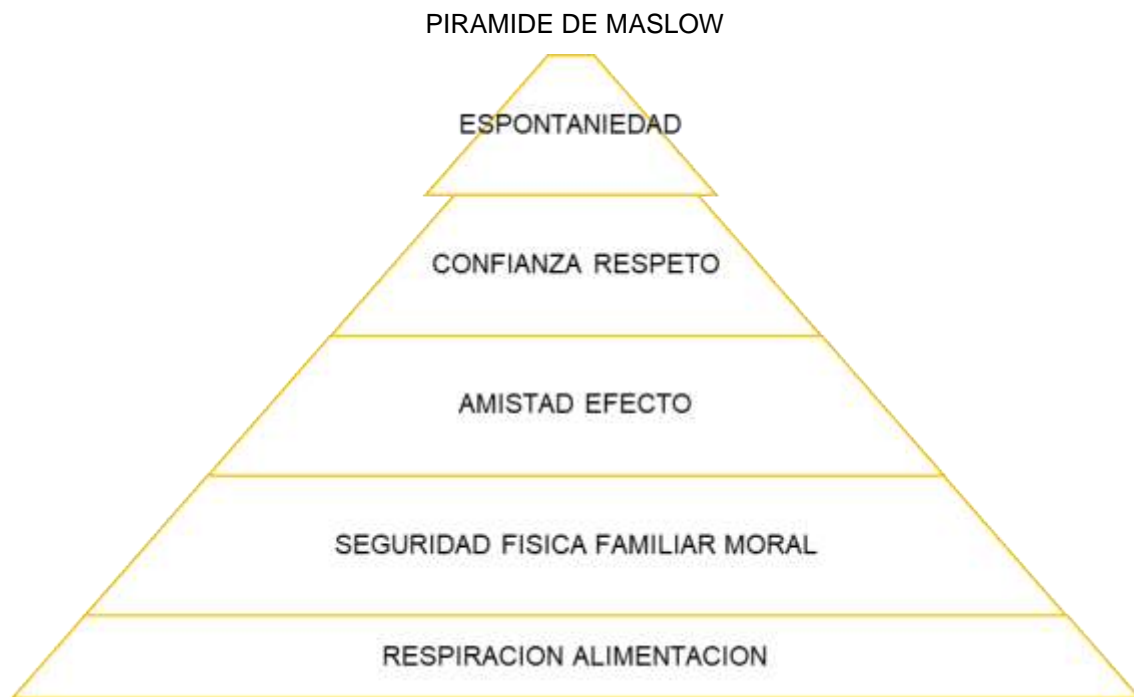 PIRAMIDE DE MASLOW
ESPONTANIEDAD
CONFIANZA RESPETO
AMISTAD EFECTO
SEGURIDAD FISICA FAMILIAR MORAL
RESPIRACION ALIMENTACION